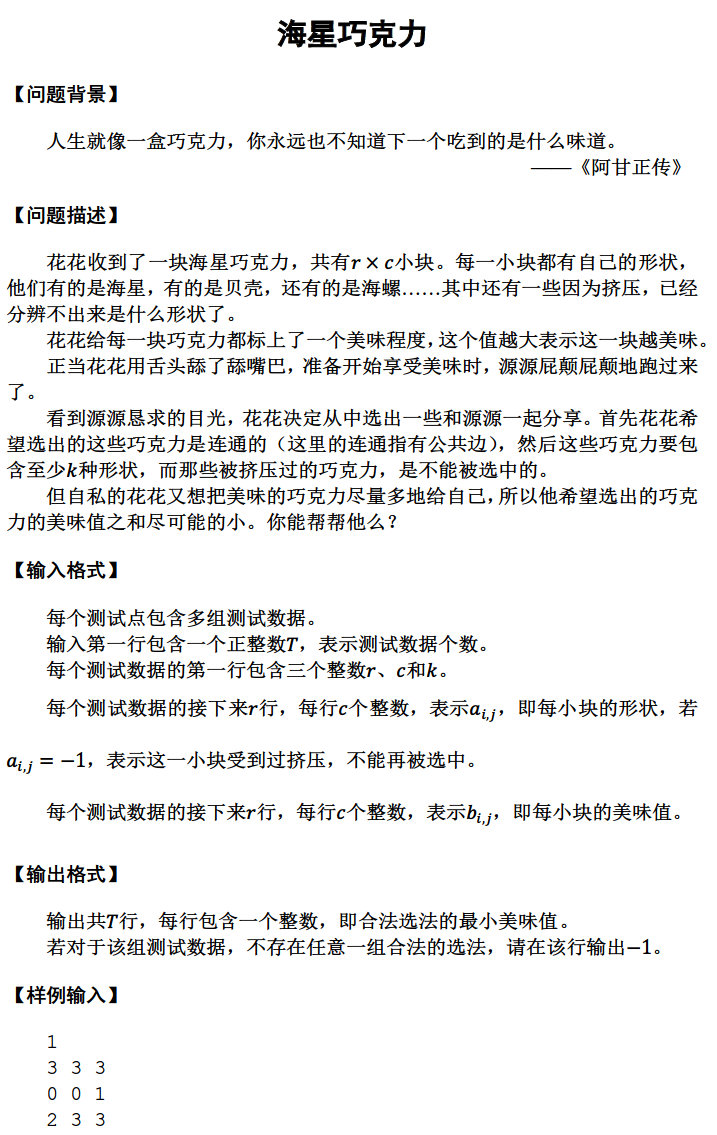 海星巧克力
【问题背景】
人生就像一盒巧克力，你永远也不知道下一个吃到的是什么味道。
——《阿甘正传》
【问题描述】
花花收到了一块海星巧克力，共有r × c小块。每一小块都有自己的形状，
他们有的是海星，有的是贝壳，还有的是海螺……其中还有一些因为挤压，已经
分辨不出来是什么形状了。
花花给每一块巧克力都标上了一个美味程度，这个值越大表示这一块越美味。
正当花花用舌头舔了舔嘴巴，准备开始享受美味时，源源屁颠屁颠地跑过来
了。
看到源源恳求的目光，花花决定从中选出一些和源源一起分享。首先花花希
望选出的这些巧克力是连通的（这里的连通指有公共边），然后这些巧克力要包
含至少k种形状，而那些被挤压过的巧克力，是不能被选中的。
但自私的花花又想把美味的巧克力尽量多地给自己，所以他希望选出的巧克
力的美味值之和尽可能的小。你能帮帮他么？
【输入格式】
每个测试点包含多组测试数据。
输入第一行包含一个正整数T，表示测试数据个数。
每个测试数据的第一行包含三个整数r、c和k。
每个测试数据的接下来r行，每行c个整数，表示a_{i,j}，即每小块的形状，若
a_{i,j} = −1，表示这一小块受到过挤压，不能再被选中。
每个测试数据的接下来r行，每行c个整数，表示b_{i,j}，即每小块的美味值。
【输出格式】
输出共T行，每行包含一个整数，即合法选法的最小美味值。
若对于该组测试数据，不存在任意一组合法的选法，请在该行输出−1。
【样例输入】
1
3 3 3
0 0 1
2 3 3